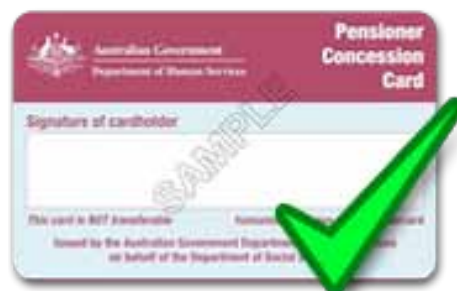 Australian Government
Department of Human Services
Pensioner
Concession
Card
Signature of cardholder
SAMPLE
This card is NOT transferable
Issued by the Australian Government Department
on behalf of the Department of Social